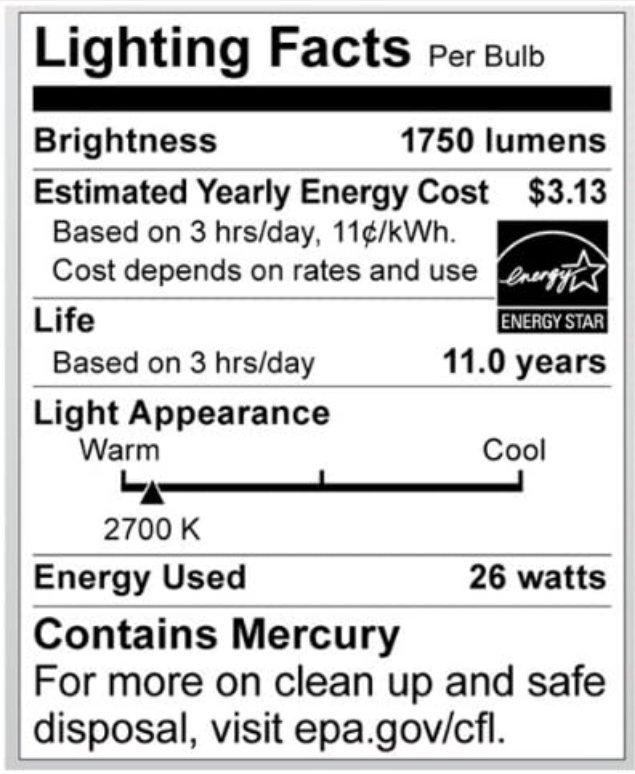 Lighting Facts Per Bulb
Brightness 1750 lumens
Estimated Yearly Energy Cost $3.13
Based on 3 hrs/day, 11¢/kWh.
Cost depends on rates and use
energy
ENERGY STAR
Life
Based on 3 hrs/day 11.0 years
Light Appearance
Warm Cool
2700 K
Energy Used 26 watts
Contains Mercury
For more on clean up and safe
disposal, visit epa.gov/cfl.